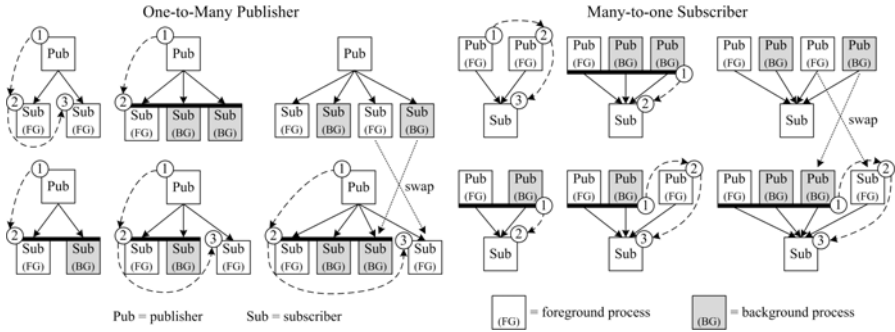 One-to-Many Publisher
1 Pub 2 Sub (FG) 3 Sub (FG)
1 Pub 2 Sub (FG) Sub (BG) Sub (BG)
Pub Sub (FG) Sub (BG) Sub (FG) Sub (BG)
swap
1 Pub 2 Sub (FG) Sub (BG)
1 Pub 2 Sub (FG) Sub (BG) 3 Sub (FG)
1 Pub 2 Sub (FG) Sub (BG) Sub (BG) 3 Sub (FG)
Pub = publisher Sub = subscriber
Many-to-one Subscriber
Pub (FG) 1 Pub (FG) 2 Sub 3
Pub (FG) Pub (BG) Pub (BG) 1 Sub 2
Pub (FG) Pub (BG) Pub (FG) Pub (BG) Sub
swap
Pub (FG) Pub (BG) 1 Sub 2
Pub (FG) Pub (BG) 1 Pub (FG) 2 Sub 3
Pub (FG) Pub (BG) Pub (BG) 1 Sub (FG) 2 Sub 3
(FG) = foreground process (BG) = background process